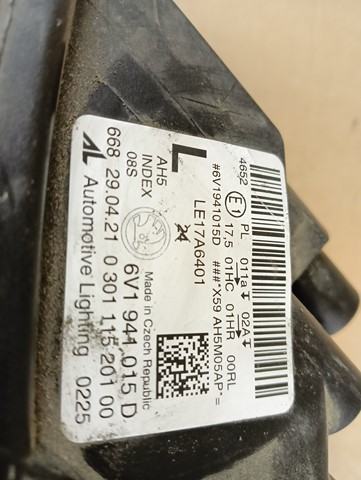 4652 E1 PL 011a 02A
17,5 01HC 01HR 00RL
#6V1941015D ###*X59 AH5M05AP*=
L LE17A6401
AH5
INDEX
08S
Made in Czech Republic
6V1 941 015 D
668 29.04.21 0 301 115 201 00
AL Automotive Lighting 0225